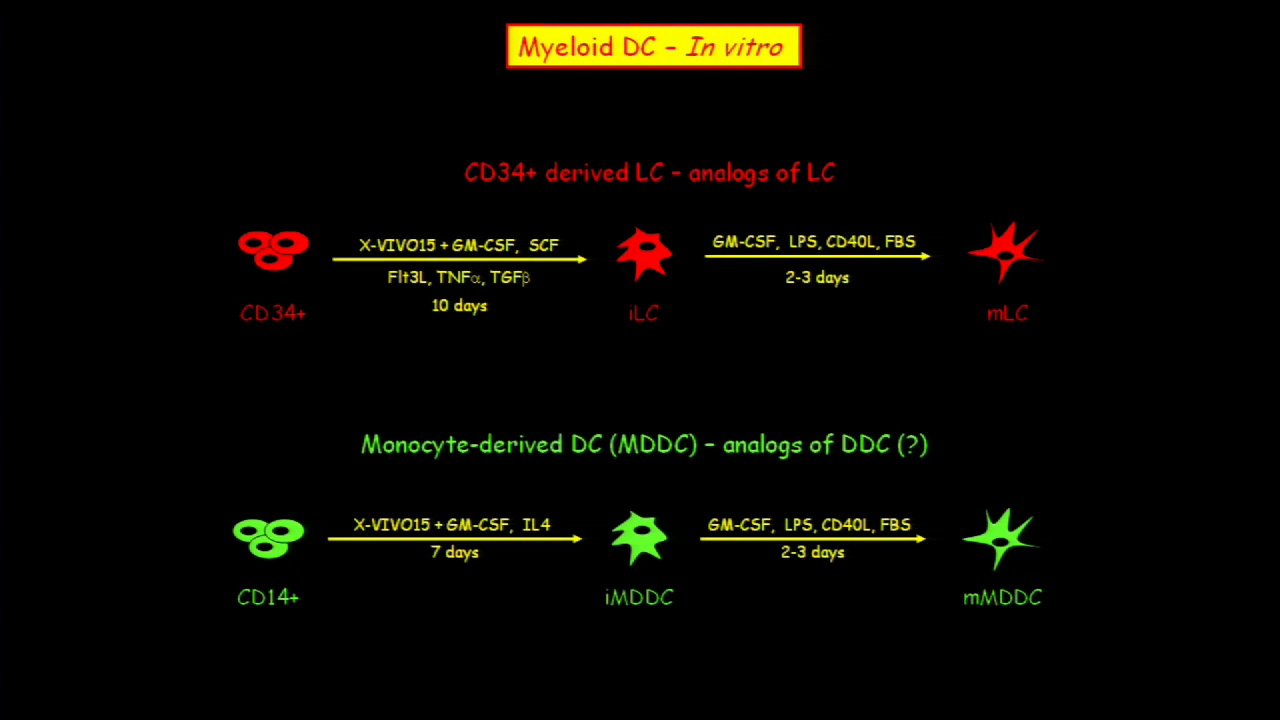 Myeloid DC – In vitro
CD34+ derived LC – analogs of LC
X-VIVO15 + GM-CSF, SCF
GM-CSF, LPS, CD40L, FBS
Flt3L, TNFα, TGFβ
2-3 days
10 days
CD34+
iLC
mLC
Monocyte-derived DC (MDDC) – analogs of DDC (?)
X-VIVO15 + GM-CSF, IL4
GM-CSF, LPS, CD40L, FBS
7 days
2-3 days
CD14+
iMDDC
mMDDC